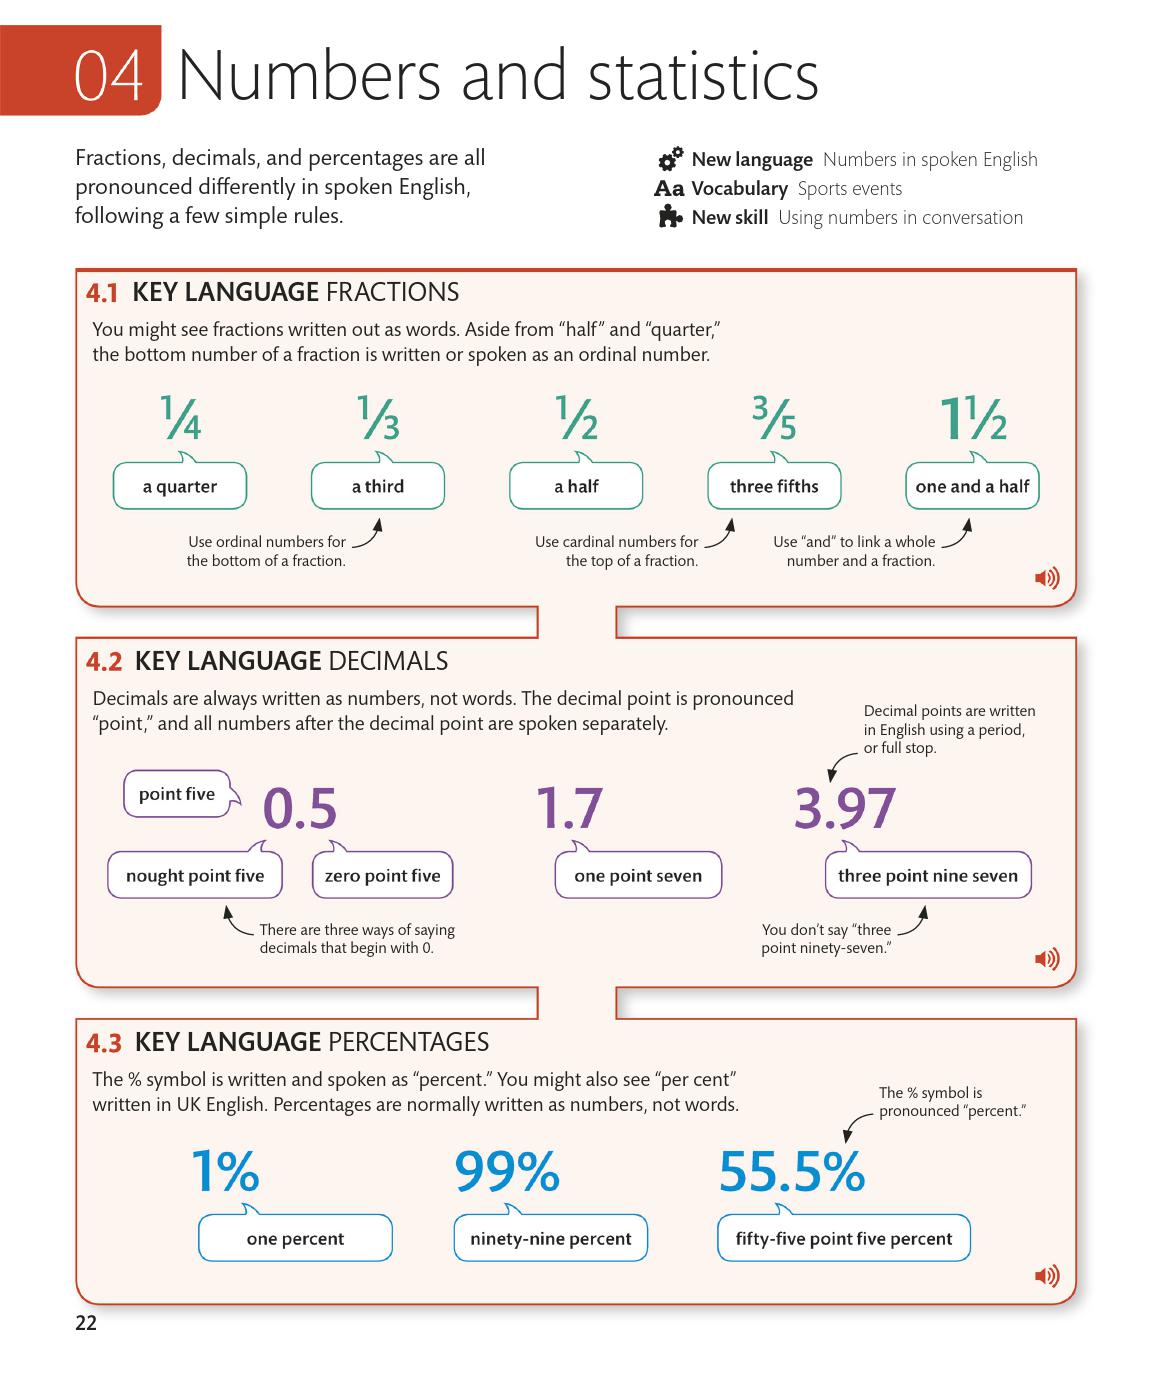 04 Numbers and statistics
Fractions, decimals, and percentages are all
pronounced differently in spoken English,
following a few simple rules.
New language Numbers in spoken English
Aa Vocabulary Sports events
New skill Using numbers in conversation
4.1 KEY LANGUAGE FRACTIONS
You might see fractions written out as words. Aside from “half” and “quarter,”
the bottom number of a fraction is written or spoken as an ordinal number.
1⁄4 1⁄3 1⁄2 3⁄5 1 1⁄2
a quarter a third a half three fifths one and a half
Use ordinal numbers for
the bottom of a fraction.
Use cardinal numbers for
the top of a fraction.
Use “and” to link a whole
number and a fraction.
4.2 KEY LANGUAGE DECIMALS
Decimals are always written as numbers, not words. The decimal point is pronounced
“point,” and all numbers after the decimal point are spoken separately.
Decimal points are written
in English using a period,
or full stop.
point five
0.5 1.7 3.97
nought point five zero point five one point seven three point nine seven
There are three ways of saying
decimals that begin with 0.
You don’t say “three
point ninety-seven.”
4.3 KEY LANGUAGE PERCENTAGES
The % symbol is written and spoken as “percent.” You might also see “per cent”
written in UK English. Percentages are normally written as numbers, not words.
The % symbol is
pronounced “percent.”
1% 99% 55.5%
one percent ninety-nine percent fifty-five point five percent
22